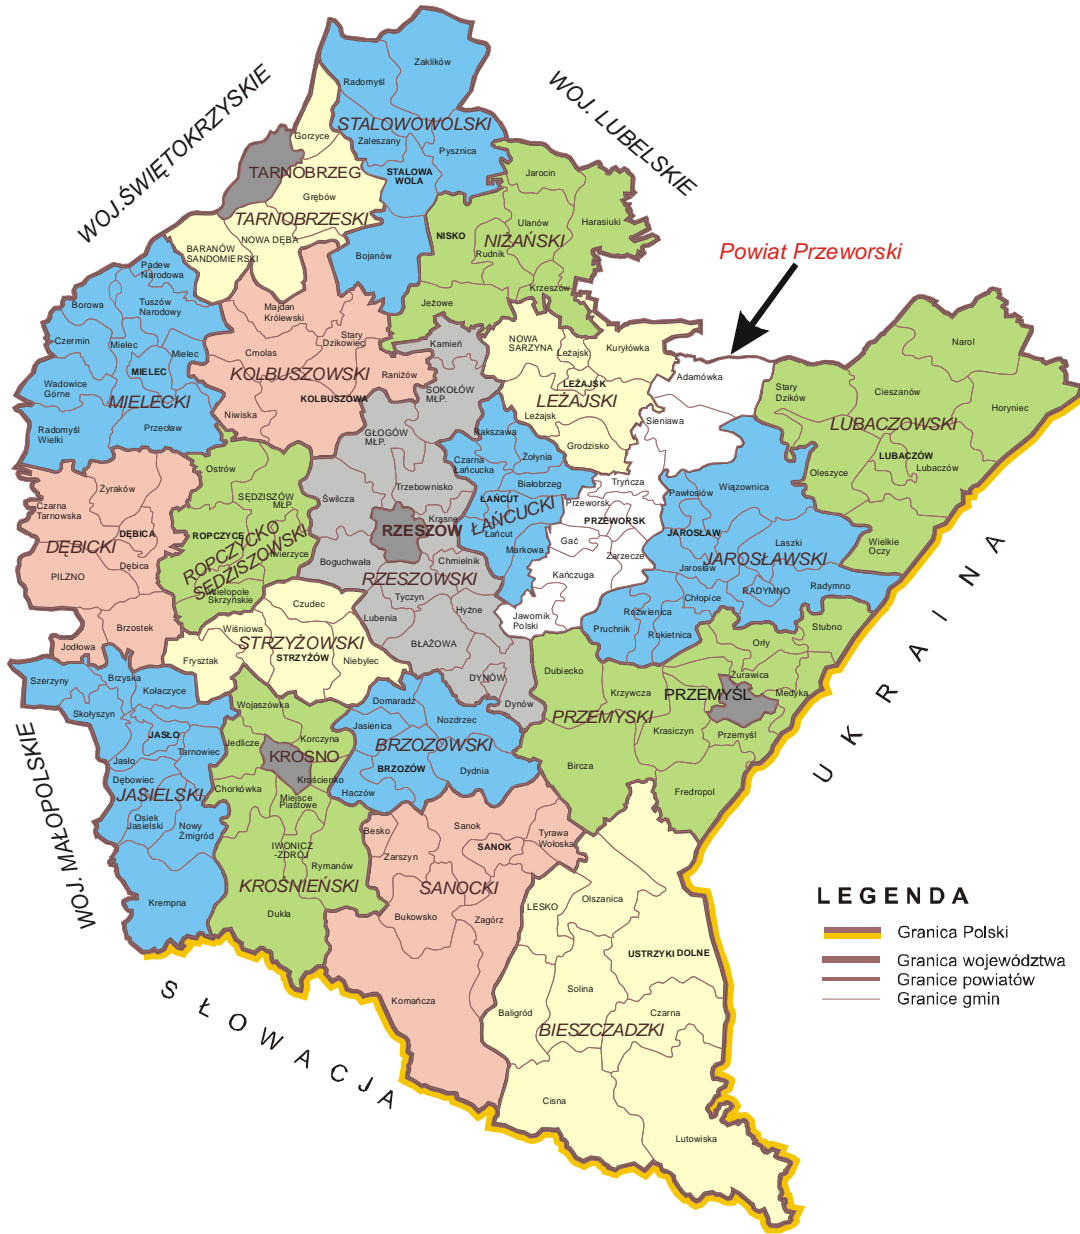 WOJ.ŚWIĘTOKRZYSKIE
WOJ. LUBELSKIE
WOJ. MAŁOPOLSKIE
SŁOWACJA
UKRAINA
Powiat Przeworski
Zaklików
Radomyśl
STALOWOWOLSKI
Zaleszany
Pysznica
STALOWA
WOLA
Bojanów
Gorzyce
TARNOBRZEG
Grębów
TARNOBRZESKI
NOWA DĘBA
BARANÓW
SANDOMIERSKI
Jarocin
Ulanów
Harasiuki
NISKO
NIŻAŃSKI
Rudnik
Krzeszów
Jeżowe
Padew
Narodowa
Borowa
Tuszów
Narodowy
Czermin
Mielec
Mielec
MIELEC
Wadowice
Górne
MIELECKI
Radomyśl
Wielki
Przecław
Majdan
Królewski
Stary
Dzikowiec
Cmolas
KOLBUSZOWSKI
Raniżów
KOLBUSZOWA
Niwiska
Kamień
SOKOŁÓW
MŁP.
GŁOGÓW
MŁP.
Trzebownisko
Świlcza
Krasne
RZESZÓW
Boguchwała
Chmielnik
RZESZOWSKI
Tyczyn
Lubenia
Hyżne
BŁAŻOWA
DYNÓW
Dynów
NOWA
SARZYNA
Leżajsk
Kuryłówka
LEŻAJSK
LEŻAJSKI
Leżajsk
Grodzisko
Rakszawa
Czarna
Łańcucka
Żołynia
Białobrzeg
ŁAŃCUT
ŁAŃCUCKI
Łańcut
Markowa
Adamówka
Sieniawa
Tryńcza
Przeworsk
PRZEWORSK
Gać
Zarzecze
Kańczuga
Jawornik
Polski
Narol
Stary
Dzików
Cieszanów
Horyniec
LUBACZOWSKI
LUBACZÓW
Lubaczów
Oleszyce
Wielkie
Oczy
Pawłosiów
Wiązownica
JAROSŁAW
Laszki
JAROSŁAWSKI
Jarosław
Chłopice
RADYMNO
Radymno
Roźwienica
Pruchnik
Rokietnica
Ostrów
SĘDZISZÓW
MŁP.
ROPCZYCE
ROPCZYCKO
SĘDZISZOWSKI
Wielopole
Skrzyńskie
Żyraków
Czarna
Tarnowska
DĘBICA
DĘBICKI
Dębica
PILZNO
Brzostek
Jodłowa
Czudec
Wiśniowa
STRZYŻOWSKI
STRZYŻÓW
Frysztak
Niebylec
Stubno
Orły
Dubiecko
Żurawica
Krzywcza
PRZEMYŚL
Medyka
PRZEMYSKI
Krasiczyn
Przemyśl
Bircza
Fredropol
Szerzyny
Brzyska
Kołaczyce
Skołyszyn
JASŁO
Tarnowiec
Jasło
Dębowiec
JASIELSKI
Osiek
Jasielski
Nowy
Żmigród
Krempna
Wojaszówka
Jedlicze
Korczyna
KROSNO
Krościenko
Chorkówka
Miejsce
Piastowe
IWONICZ
-ZDRÓJ
Rymanów
KROŚNIEŃSKI
Dukla
Domaradz
Jasienica
Nozdrzec
BRZOZOWSKI
BRZOZÓW
Dydnia
Haczów
Besko
Sanok
Tyrawa
Wołoska
Zarszyn
SANOK
SANOCKI
Bukowsko
Zagórz
Komańcza
LESKO
Olszanica
USTRZYKI DOLNE
Solina
Baligród
Czarna
BIESZCZADZKI
Cisna
Lutowiska
LEGENDA
Granica Polski
Granica województwa
Granice powiatów
Granice gmin